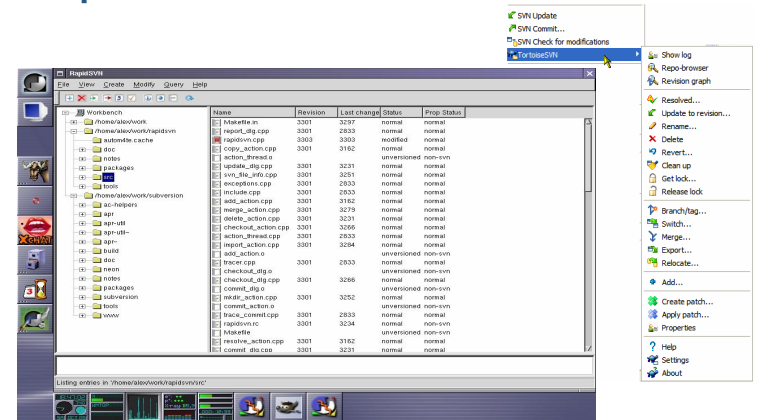 SVN Update
SVN Commit...
SVN Check for modifications
TortoiseSVN
Show log
Repo-browser
Revision graph
Resolved...
Update to revision...
Rename...
Delete
Revert...
Clean up
Get lock...
Release lock
Branch/tag...
Switch...
Merge...
Export...
Relocate...
Add...
Create patch...
Apply patch...
Properties
Help
Settings
About
RapidSVN
File View Create Modify Query Help
Workbench
/home/alex/work
/home/alex/work/rapidsvn
autom4te.cache
doc
notes
packages
src
tools
/home/alex/work/subversion
ac-helpers
apr
apr-util
apr-util~
apr~
build
doc
neon
notes
packages
subversion
tools
www
Name Revision Last change Status Prop Status
Makefile.in 3301 3297 normal normal
report_dlg.cpp 3301 2833 normal normal
rapidsvn.cpp 3303 3303 modified normal
copy_action.cpp 3301 3162 normal normal
action_thread.o unversioned non-svn
update_dlg.cpp 3301 3231 normal normal
svn_file_info.cpp 3301 3251 normal normal
exceptions.cpp 3301 2833 normal normal
include.cpp 3301 2833 normal normal
add_action.cpp 3301 3162 normal normal
merge_action.cpp 3301 3279 normal normal
delete_action.cpp 3301 3231 normal normal
checkout_action.cpp 3301 3266 normal normal
action_thread.cpp 3301 2833 normal normal
import_action.cpp 3301 3284 normal normal
add_action.o unversioned non-svn
tracer.cpp 3301 2833 normal normal
checkout_dlg.o unversioned non-svn
checkout_dlg.cpp 3301 3266 normal normal
commit_dlg.o unversioned non-svn
mkdir_action.cpp 3301 3252 normal normal
commit_action.o unversioned non-svn
trace_commit.cpp 3301 2833 normal normal
rapidsvn.rc 3301 3234 normal non-svn
Makefile unversioned non-svn
resolve_action.cpp 3301 3162 normal normal
commit_dlg.cpp 3301 3231 normal normal
Listing entries in '/home/alex/work/rapidsvn/src'